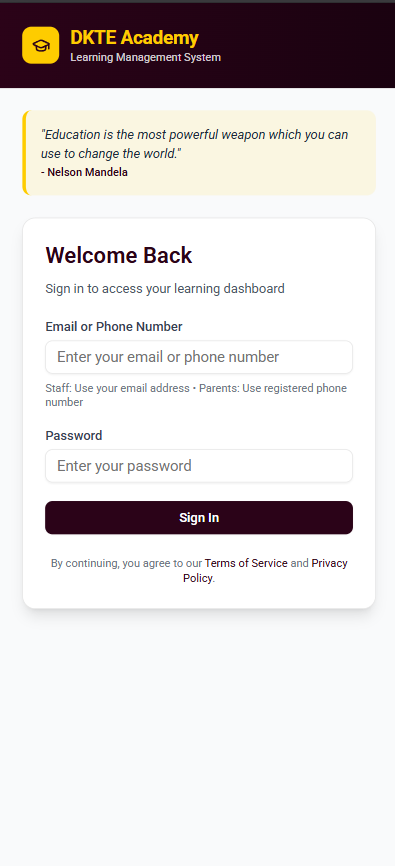 DKTE Academy
Learning Management System
"Education is the most powerful weapon which you can
use to change the world."
- Nelson Mandela
Welcome Back
Sign in to access your learning dashboard
Email or Phone Number
Enter your email or phone number
Staff: Use your email address • Parents: Use registered phone
number
Password
Enter your password
Sign In
By continuing, you agree to our Terms of Service and Privacy
Policy.